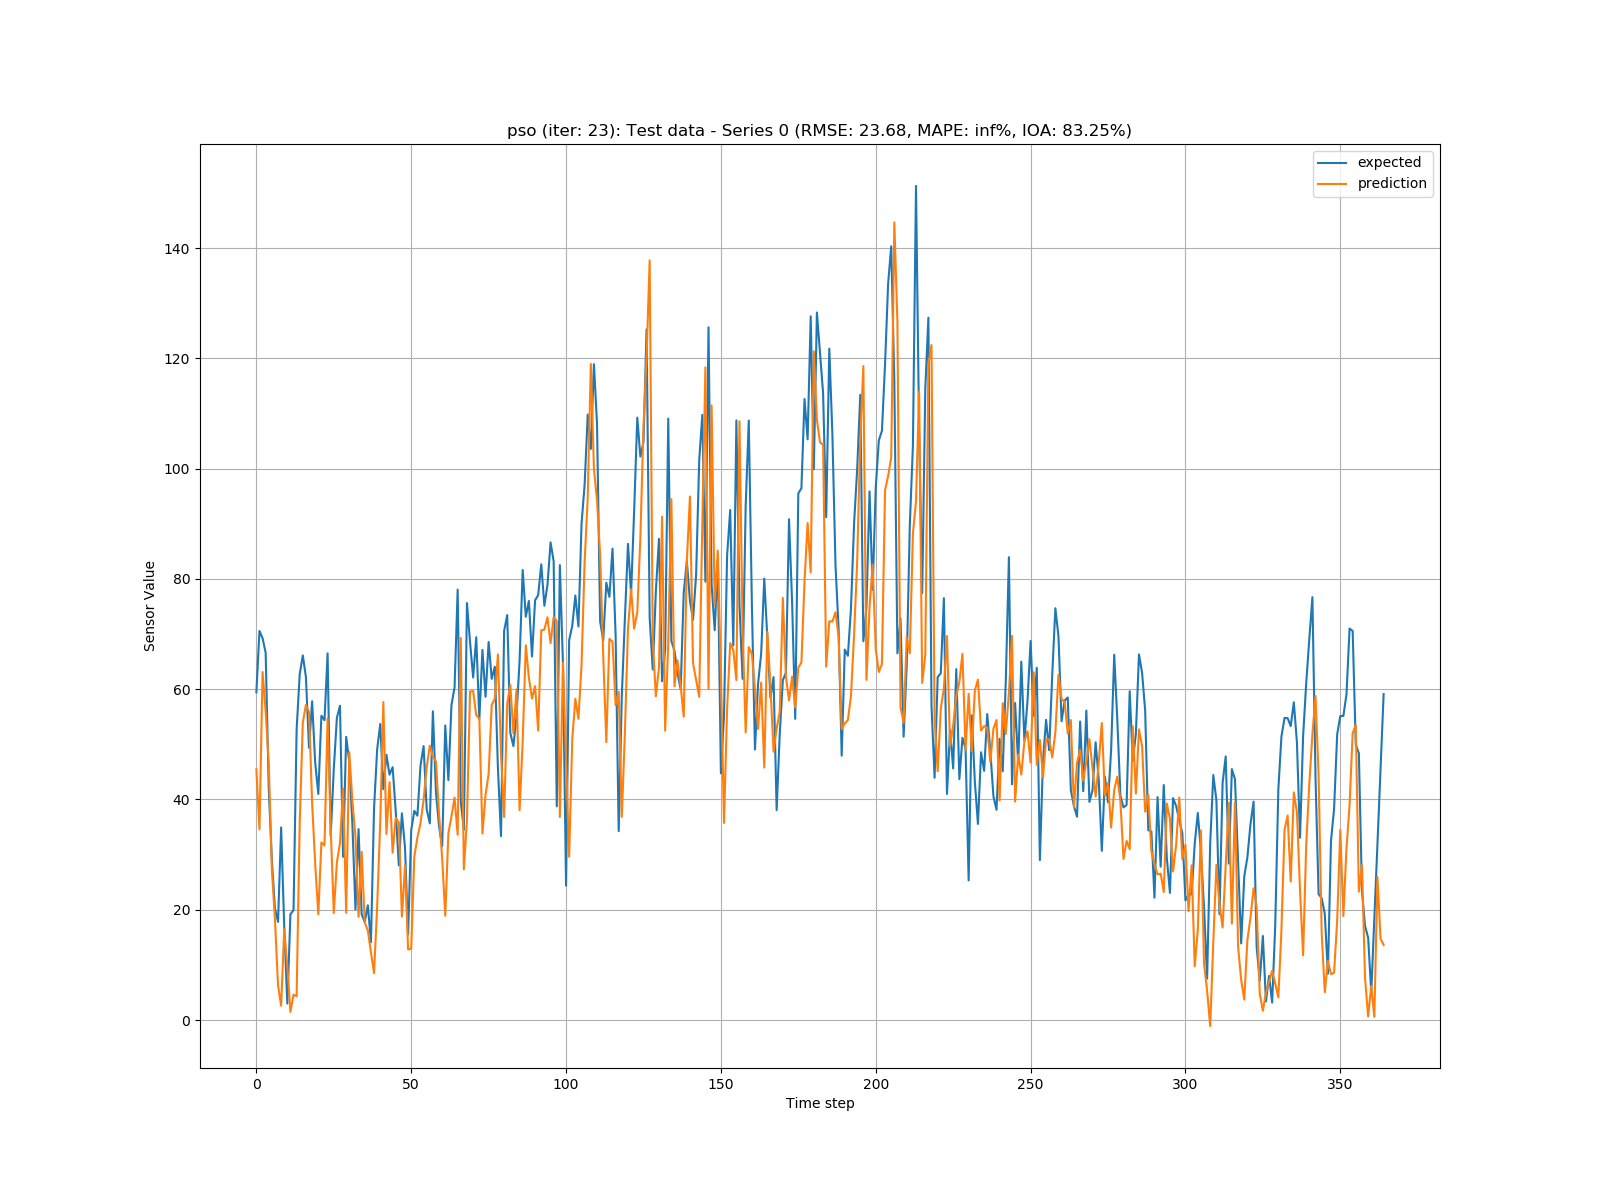 pso (iter: 23): Test data - Series 0 (RMSE: 23.68, MAPE: inf%, IOA: 83.25%)
expected
prediction
Sensor Value
140
120
100
80
60
40
20
0
0 50 100 150 200 250 300 350
Time step